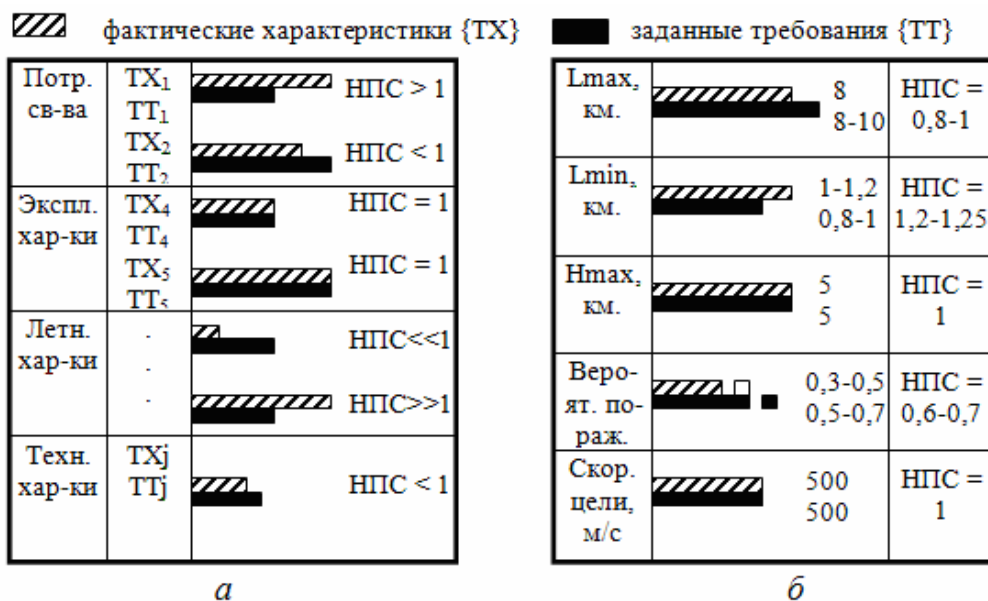 фактические характеристики {ТХ}
заданные требования {ТТ}
Потр.
св-ва
ТХ₁
ТТ₁
НПС > 1
ТХ₂
ТТ₂
НПС < 1
Экспл.
хар-ки
ТХ₄
ТТ₄
НПС = 1
ТХ₅
ТТ₅
НПС = 1
Летн.
хар-ки
.
.
.
НПС<<1
НПС>>1
Техн.
хар-ки
ТХj
ТТj
НПС < 1
а
Lmax,
км.
8
8-10
НПС =
0,8-1
Lmin,
км.
1-1,2
0,8-1
НПС =
1,2-1,25
Hmax,
км.
5
5
НПС =
1
Веро-
ят. по-
раж.
0,3-0,5
0,5-0,7
НПС =
0,6-0,7
Скор.
цели,
м/с
500
500
НПС =
1
б